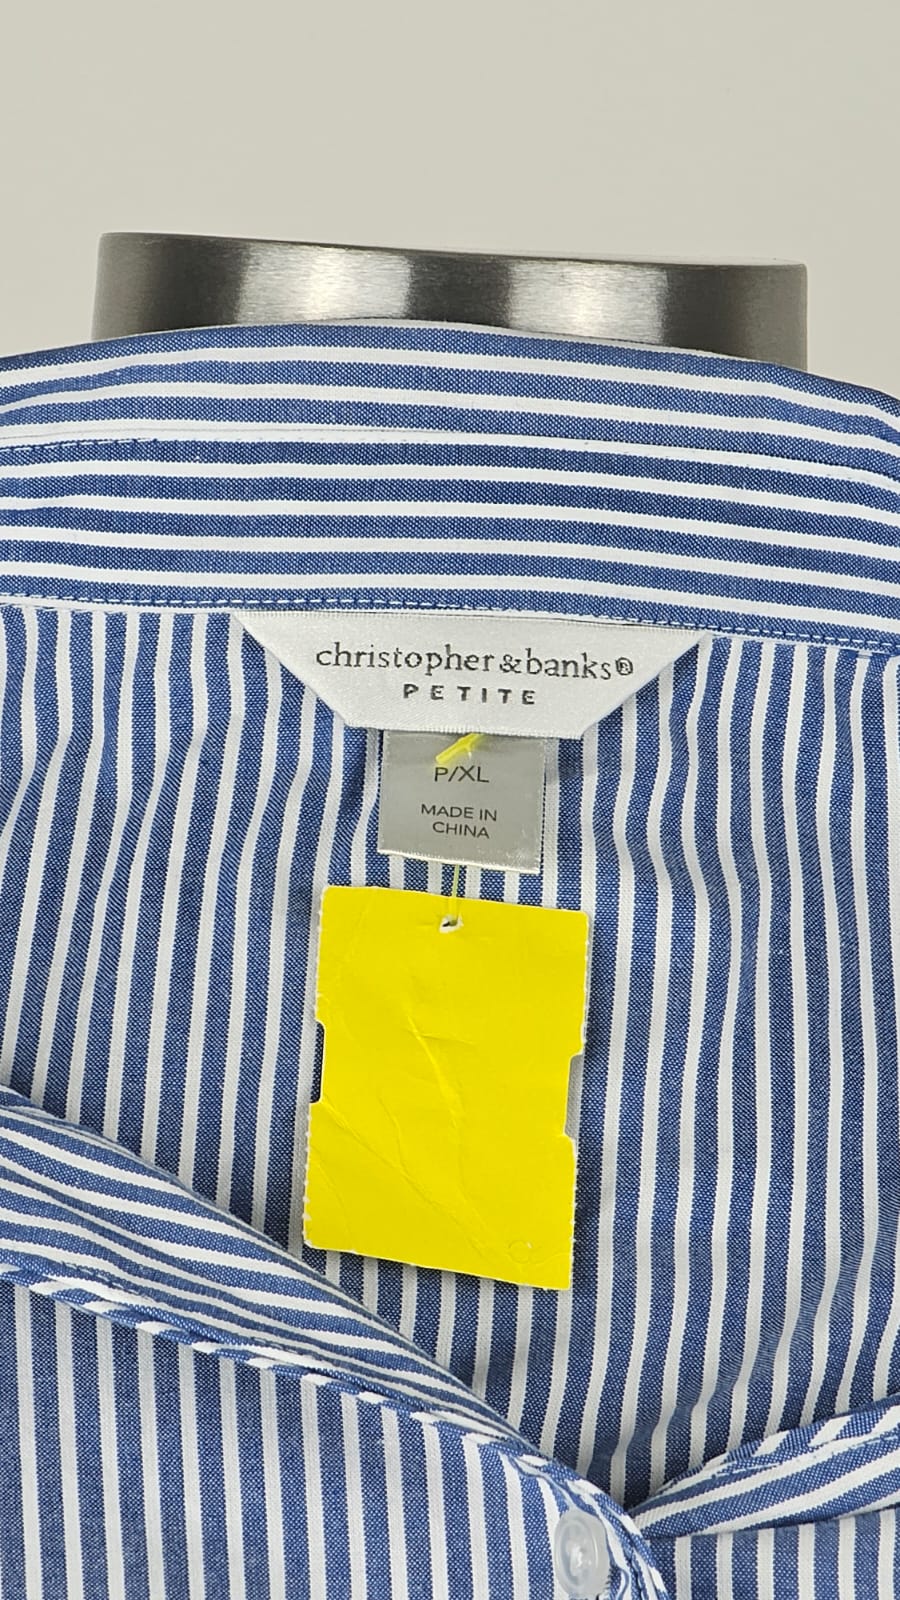 christopher&banks®
PETITE
P/XL
MADE IN
CHINA